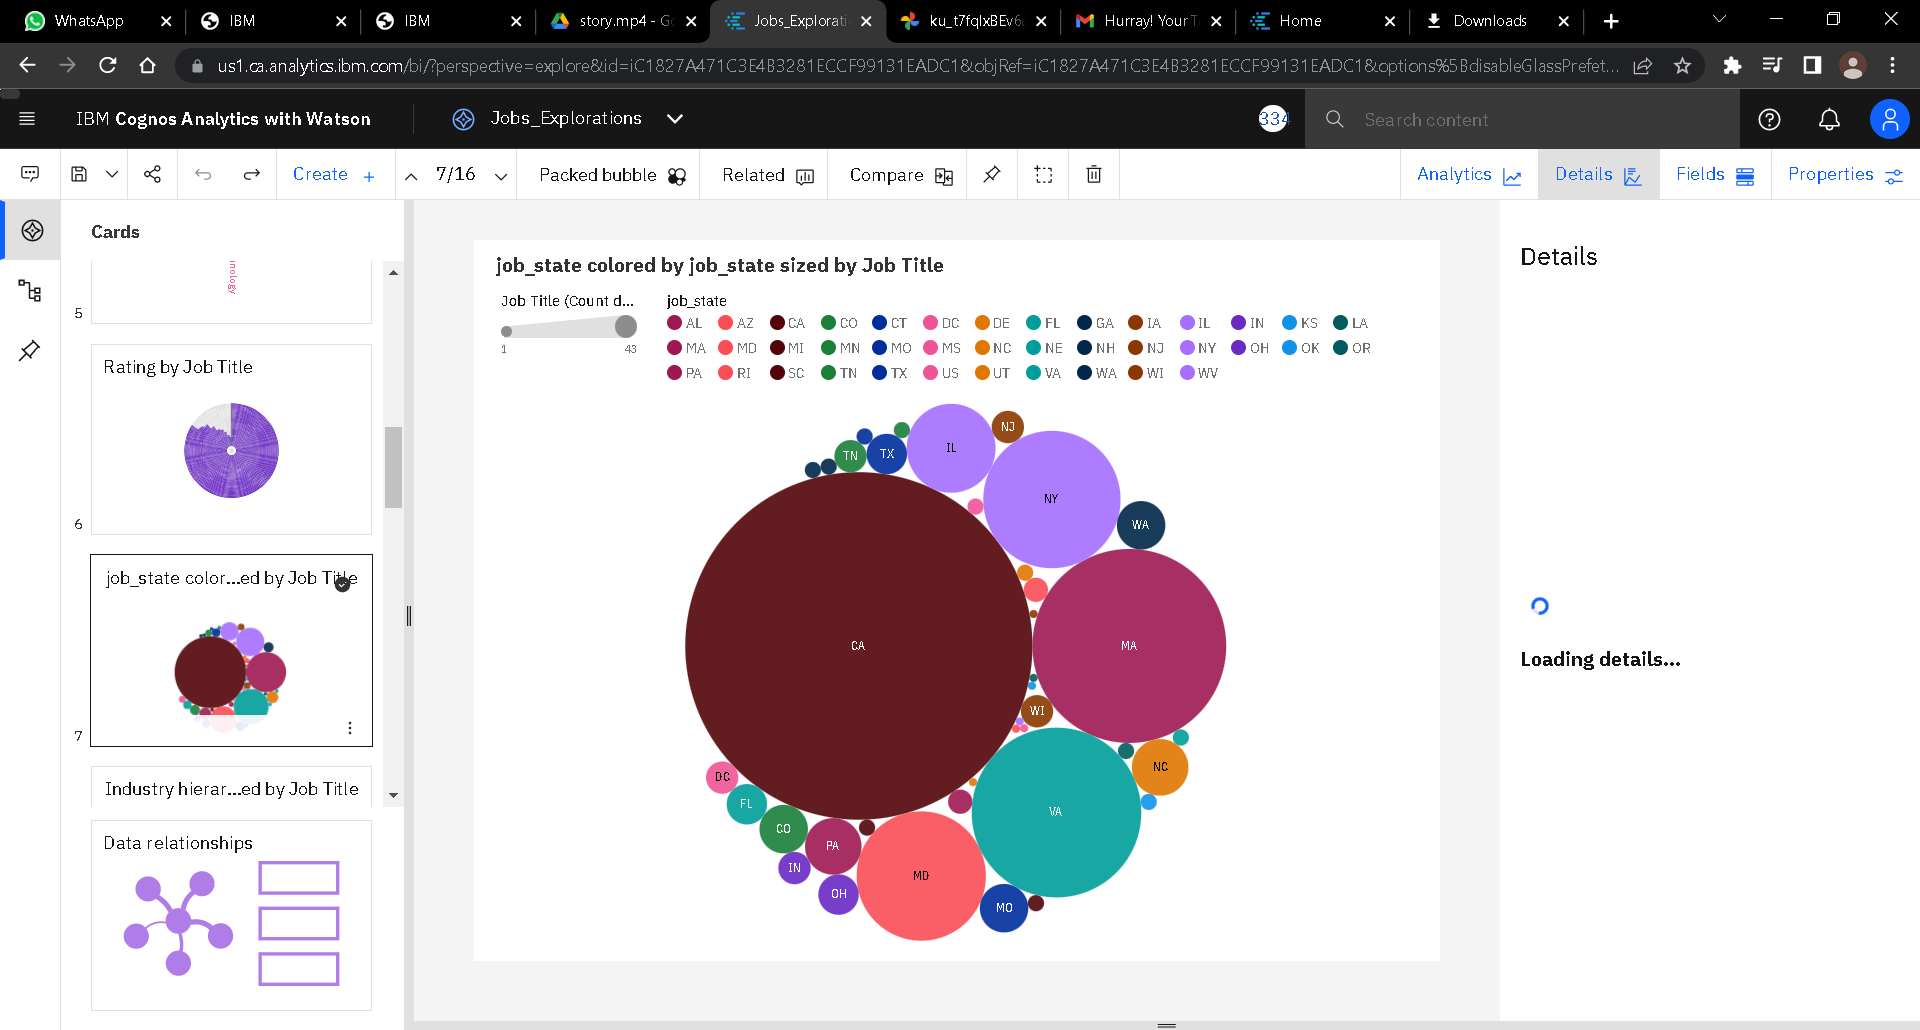 WhatsApp IBM IBM story.mp4 - Go Jobs_Explorati ku_t7fqlxBEv6 Hurray! Your T Home Downloads
us1.ca.analytics.ibm.com/bi/?perspective=explore&id=iC1827A471C3E4B3281ECCF99131EADC1&objRef=iC1827A471C3E4B3281ECCF99131EADC1&options%5BdisableGlassPrefet...
IBM Cognos Analytics with Watson Jobs_Explorations 334 Search content
Create 7/16 Packed bubble Related Compare Analytics Details Fields Properties
Cards
nology
5
Rating by Job Title
6
job_state color...ed by Job Title
7
Industry hierar...ed by Job Title
Data relationships
job_state colored by job_state sized by Job Title
Job Title (Count d...
1 43
job_state
AL AZ CA CO CT DC DE FL GA IA IL IN KS LA
MA MD MI MN MO MS NC NE NH NJ NY OH OK OR
PA RI SC TN TX US UT VA WA WI WV
NJ
IL
TN TX
NY
WA
CA
MA
WI
NC
DC
FL
VA
CO
PA
IN
MD
OH
MO
Details
Loading details...